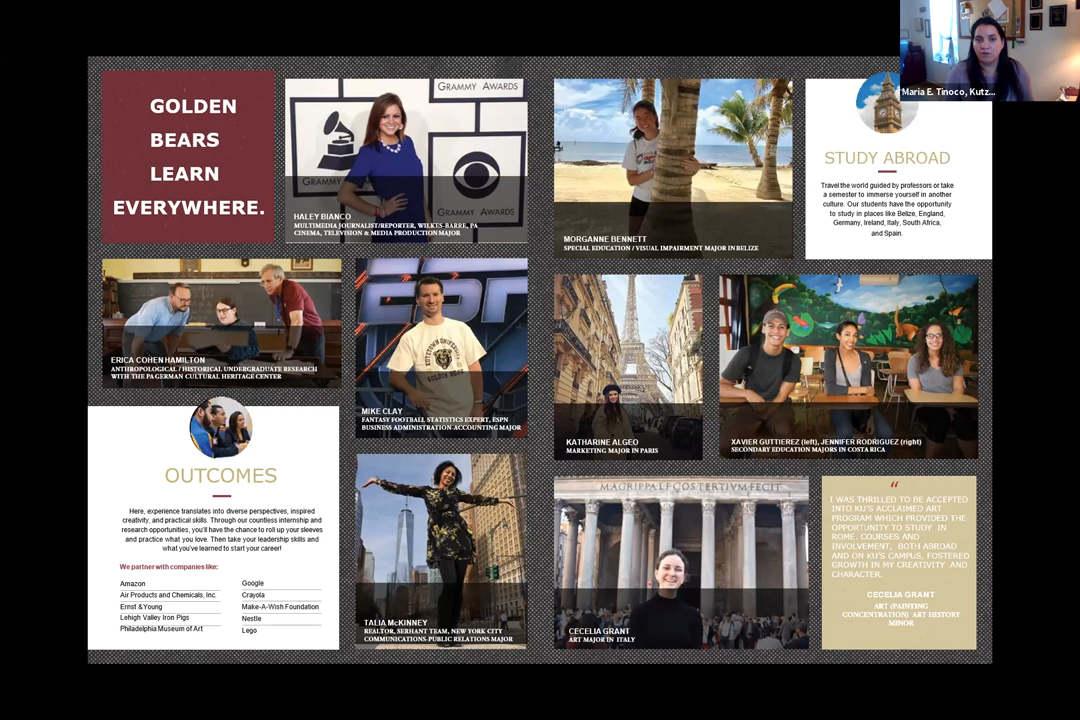 GOLDEN
BEARS
LEARN
EVERYWHERE.
GRAMMY AWARDS
GRAMMY
GRAMMY AWARDS
HALEY BIANCO
MULTIMEDIA JOURNALIST/REPORTER, WILKES-BARRE, PA
CINEMA, TELEVISION & MEDIA PRODUCTION MAJOR
MORGANNE BENNETT
SPECIAL EDUCATION / VISUAL IMPAIRMENT MAJOR IN BELIZE
Maria E. Tinoco, Kutz...
STUDY ABROAD
Travel the world guided by professors or take
a semester to immerse yourself in another
culture. Our students have the opportunity
to study in places like Belize, England,
Germany, Ireland, Italy, South Africa,
and Spain.
ERICA COHEN HAMILTON
ANTHROPOLOGICAL / HISTORICAL UNDERGRADUATE RESEARCH
WITH THE PA GERMAN CULTURAL HERITAGE CENTER
KUTZTOWN UNIVERSITY
GOLDEN BEARS
MIKE CLAY
FANTASY FOOTBALL STATISTICS EXPERT, ESPN
BUSINESS ADMINISTRATION-ACCOUNTING MAJOR
KATHARINE ALGEO
MARKETING MAJOR IN PARIS
XAVIER GUTTIEREZ (left), JENNIFER RODRIGUEZ (right)
SECONDARY EDUCATION MAJORS IN COSTA RICA
OUTCOMES
Here, experience translates into diverse perspectives, inspired
creativity, and practical skills. Through our countless internship and
research opportunities, you'll have the chance to roll up your sleeves
and practice what you love. Then take your leadership skills and
what you've learned to start your career!
We partner with companies like:
Amazon
Air Products and Chemicals, Inc.
Ernst & Young
Lehigh Valley Iron Pigs
Philadelphia Museum of Art
Google
Crayola
Make-A-Wish Foundation
Nestle
Lego
TALIA McKINNEY
REALTOR, SERHANT TEAM, NEW YORK CITY
COMMUNICATIONS-PUBLIC RELATIONS MAJOR
MAGRIPPALFCOSTERTIVMFECIT
CECELIA GRANT
ART MAJOR IN ITALY
“
I WAS THRILLED TO BE ACCEPTED
INTO KU'S ACCLAIMED ART
PROGRAM WHICH PROVIDED THE
OPPORTUNITY TO STUDY IN
ROME. COURSES AND
INVOLVEMENT, BOTH ABROAD
AND ON KU'S CAMPUS, FOSTERED
GROWTH IN MY CREATIVITY AND
CHARACTER.
CECELIA GRANT
ART (PAINTING
CONCENTRATION) ART HISTORY
MINOR